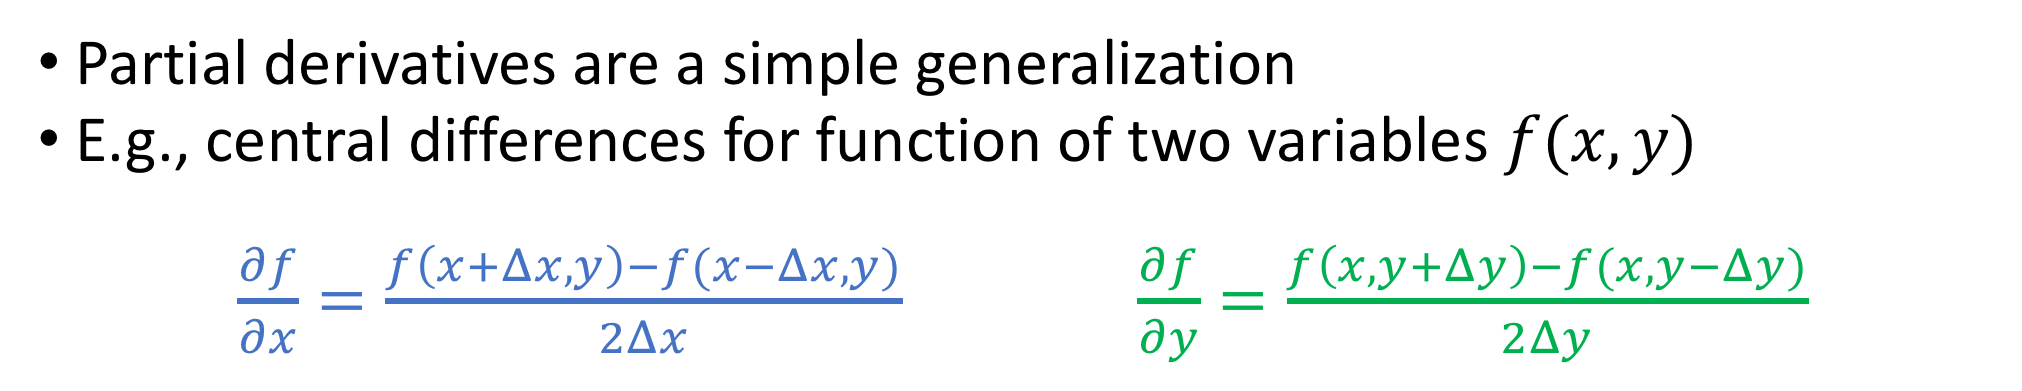 • Partial derivatives are a simple generalization
• E.g., central differences for function of two variables f(x, y)
∂f/∂x = (f(x+Δx,y)−f(x−Δx,y))/(2Δx)
∂f/∂y = (f(x,y+Δy)−f(x,y−Δy))/(2Δy)